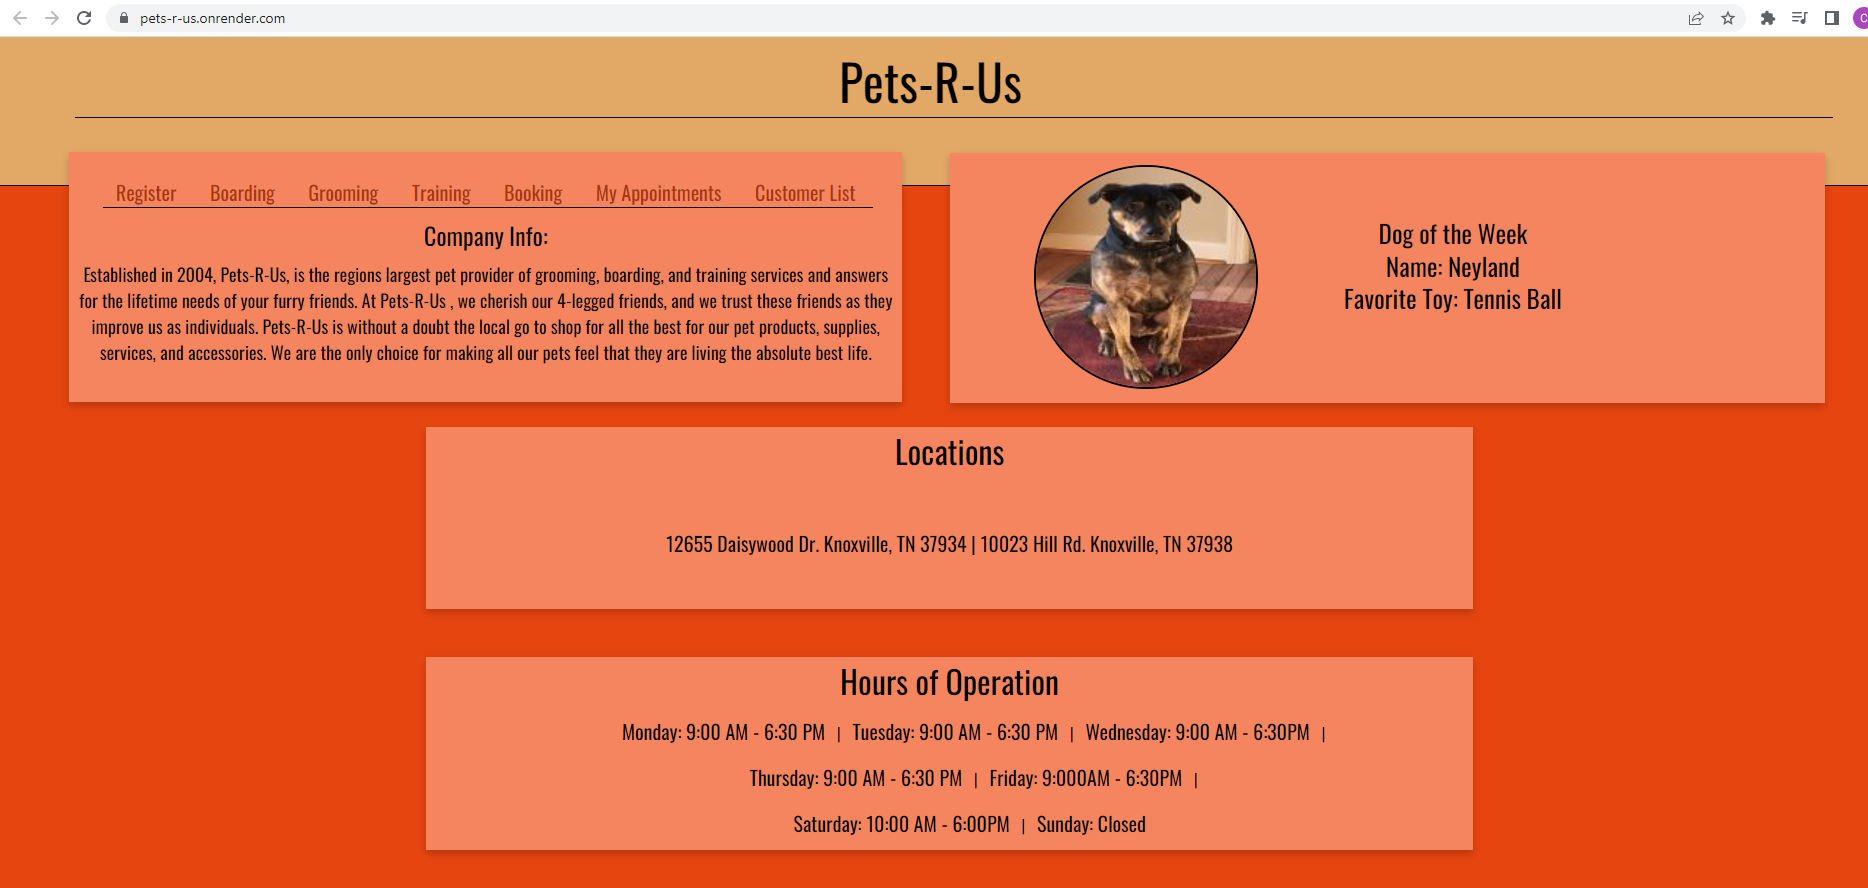 pets-r-us.onrender.com
C
Pets-R-Us
Register Boarding Grooming Training Booking My Appointments Customer List
Company Info:
Established in 2004, Pets-R-Us, is the regions largest pet provider of grooming, boarding, and training services and answers
for the lifetime needs of your furry friends. At Pets-R-Us , we cherish our 4-legged friends, and we trust these friends as they
improve us as individuals. Pets-R-Us is without a doubt the local go to shop for all the best for our pet products, supplies,
services, and accessories. We are the only choice for making all our pets feel that they are living the absolute best life.
Dog of the Week
Name: Neyland
Favorite Toy: Tennis Ball
Locations
12655 Daisywood Dr. Knoxville, TN 37934 | 10023 Hill Rd. Knoxville, TN 37938
Hours of Operation
Monday: 9:00 AM - 6:30 PM | Tuesday: 9:00 AM - 6:30 PM | Wednesday: 9:00 AM - 6:30PM |
Thursday: 9:00 AM - 6:30 PM | Friday: 9:000AM - 6:30PM |
Saturday: 10:00 AM - 6:00PM | Sunday: Closed